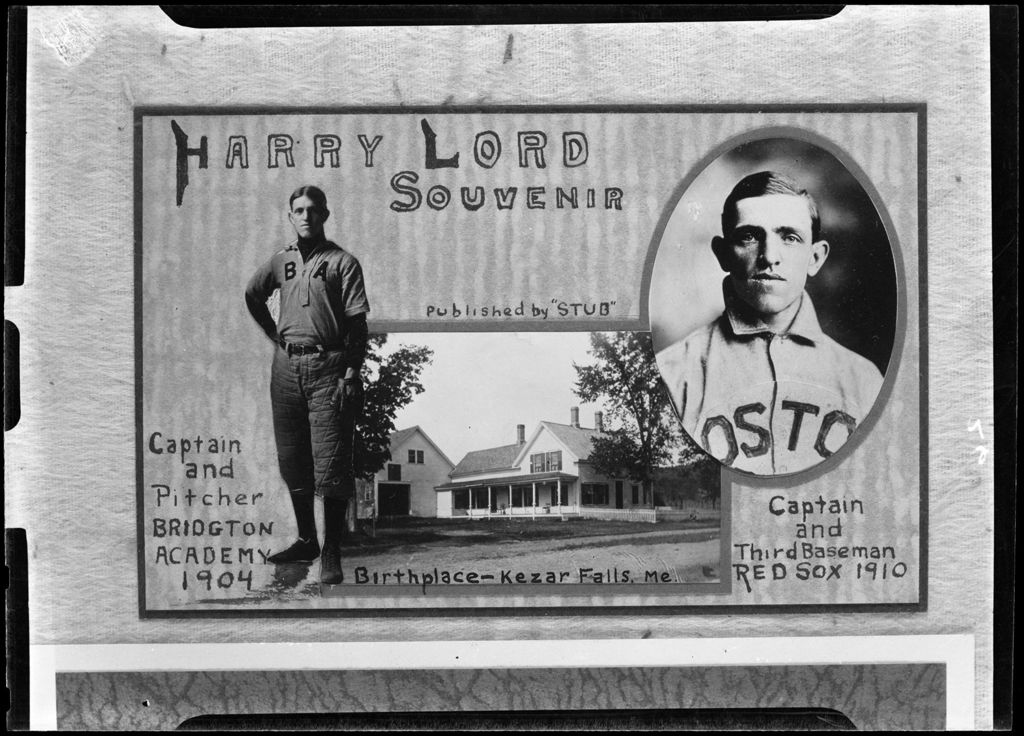 HARRY LORD
SOUVENIR
Published by "STUB"
B A
OSTO
Captain
and
Pitcher
BRIDGTON
ACADEMY
1904
Birthplace - Kezar Falls, Me.
Captain
and
Third Baseman
RED SOX 1910